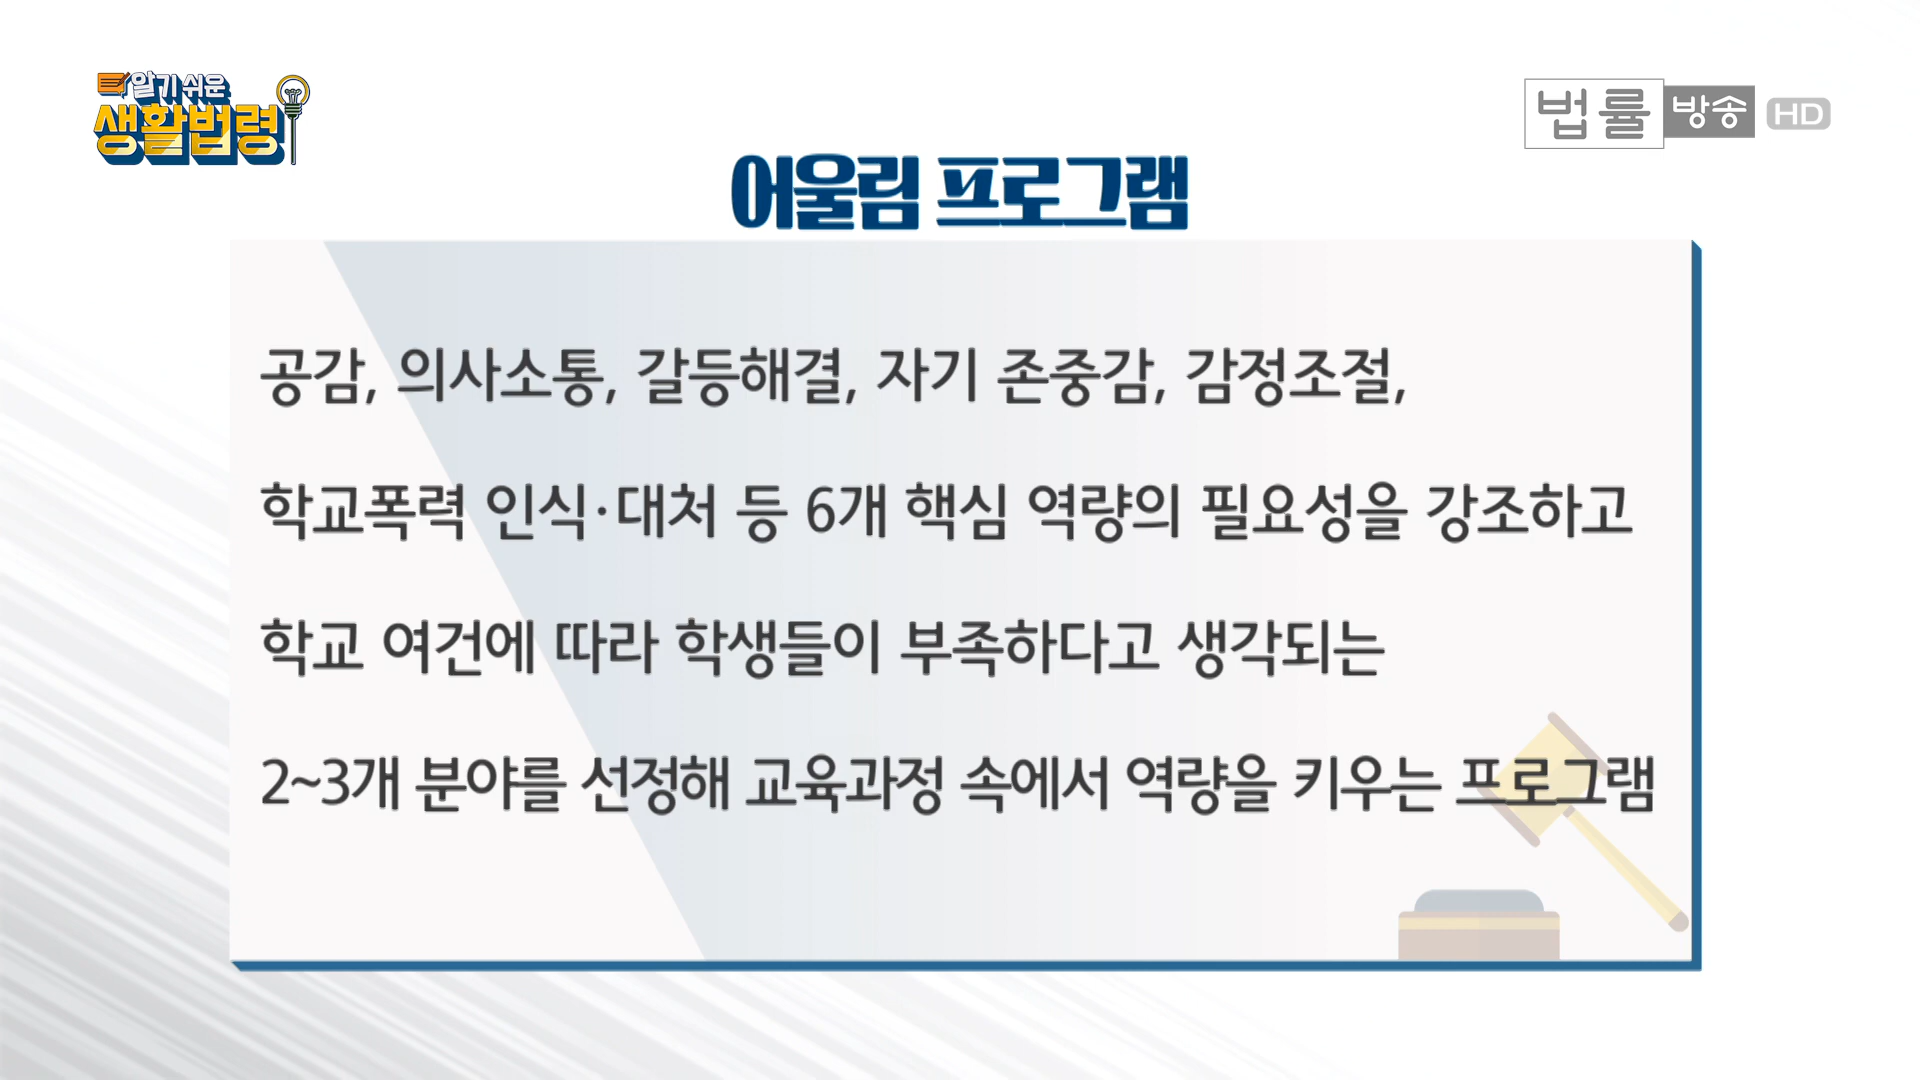 알기 쉬운
생활법령
법률방송 HD
어울림 프로그램
공감, 의사소통, 갈등해결, 자기 존중감, 감정조절,
학교폭력 인식·대처 등 6개 핵심 역량의 필요성을 강조하고
학교 여건에 따라 학생들이 부족하다고 생각되는
2~3개 분야를 선정해 교육과정 속에서 역량을 키우는 프로그램